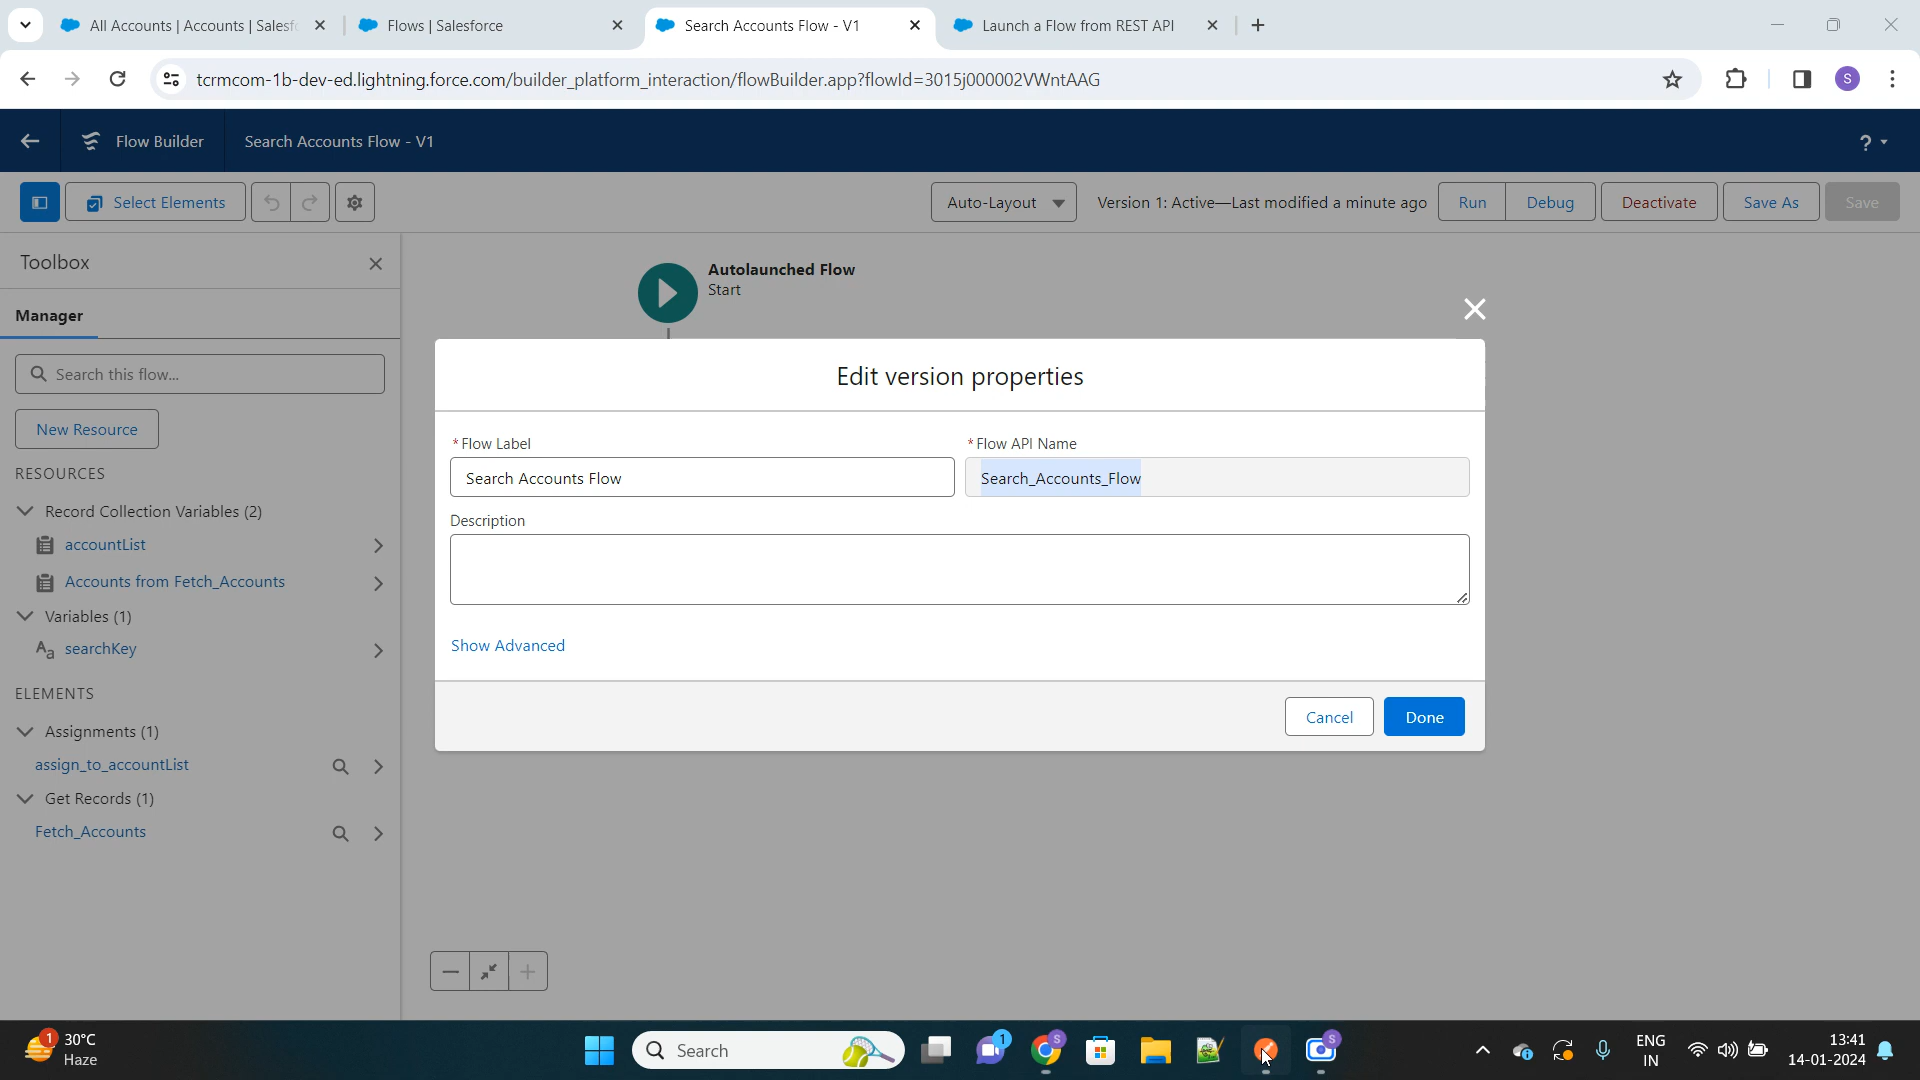 All Accounts | Accounts | Salesf
Flows | Salesforce
Search Accounts Flow - V1
Launch a Flow from REST API
tcrmcom-1b-dev-ed.lightning.force.com/builder_platform_interaction/flowBuilder.app?flowId=3015j000002VWntAAG
S
Flow Builder
Search Accounts Flow - V1
?
Select Elements
Auto-Layout
Version 1: Active—Last modified a minute ago
Run
Debug
Deactivate
Save As
Save
Toolbox
Autolaunched Flow
Start
Manager
Search this flow...
Edit version properties
New Resource
* Flow Label
* Flow API Name
RESOURCES
Search Accounts Flow
Search_Accounts_Flow
Record Collection Variables (2)
Description
accountList
Accounts from Fetch_Accounts
Variables (1)
Show Advanced
Aa searchKey
ELEMENTS
Cancel
Done
Assignments (1)
assign_to_accountList
Get Records (1)
Fetch_Accounts
1
30°C
Haze
Search
1
S
S
ENG
IN
13:41
14-01-2024